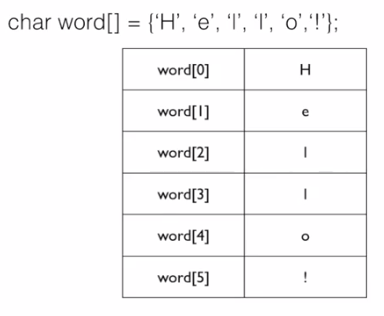 char word[] = {‘H’, ‘e’, ‘l’, ‘l’, ‘o’,‘!’};
word[0] H
word[1] e
word[2] l
word[3] l
word[4] o
word[5] !